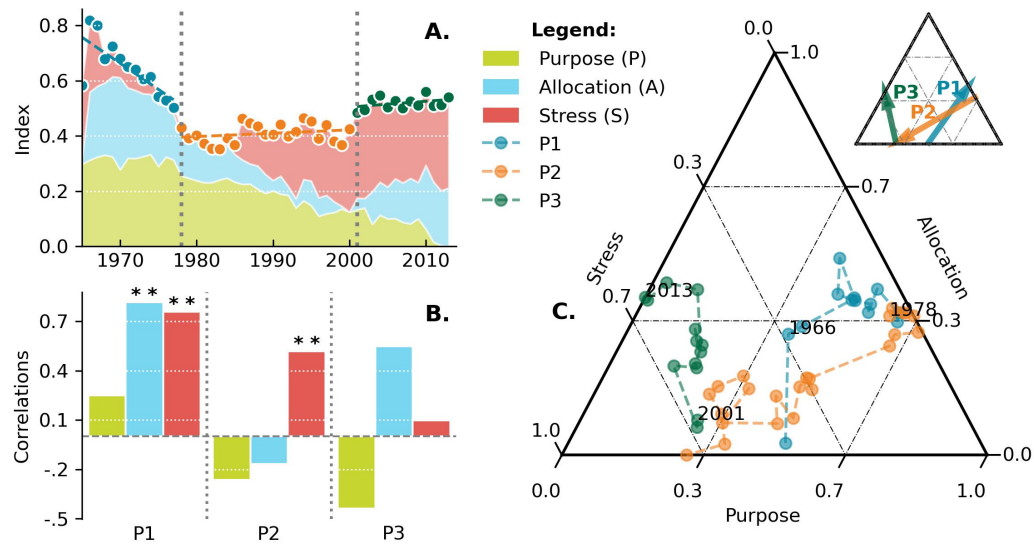 A.
Index
0.8
0.6
0.4
0.2
0.0
1970
1980
1990
2000
2010
Legend:
Purpose (P)
Allocation (A)
Stress (S)
P1
P2
P3
B.
Correlations
0.7
0.4
0.1
-.2
-.5
**
**
**
P1
P2
P3
C.
0.0
1.0
0.3
0.7
0.7
0.3
1.0
0.0
Stress
Allocation
2013
1978
1966
2001
0.0
0.3
0.7
1.0
Purpose
P3
P1
P2